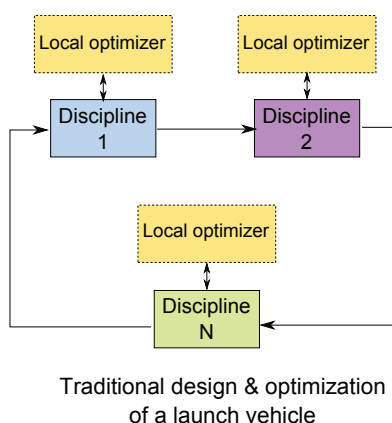 Local optimizer
Local optimizer
Discipline
1
Discipline
2
Local optimizer
Discipline
N
Traditional design & optimization
of a launch vehicle